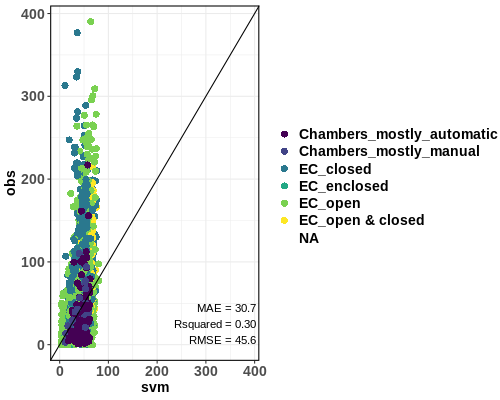 400
300
200
100
0
obs
0
100
200
300
400
svm
MAE = 30.7
Rsquared = 0.30
RMSE = 45.6
Chambers_mostly_automatic
Chambers_mostly_manual
EC_closed
EC_enclosed
EC_open
EC_open & closed
NA